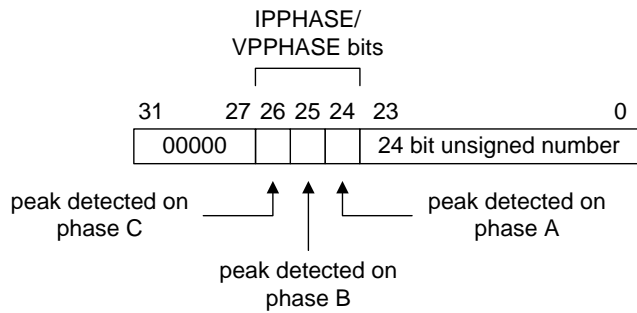 IPPHASE/
VPPHASE bits
31 27 26 25 24 23 0
00000 24 bit unsigned number
peak detected on
phase C
peak detected on
phase A
peak detected on
phase B